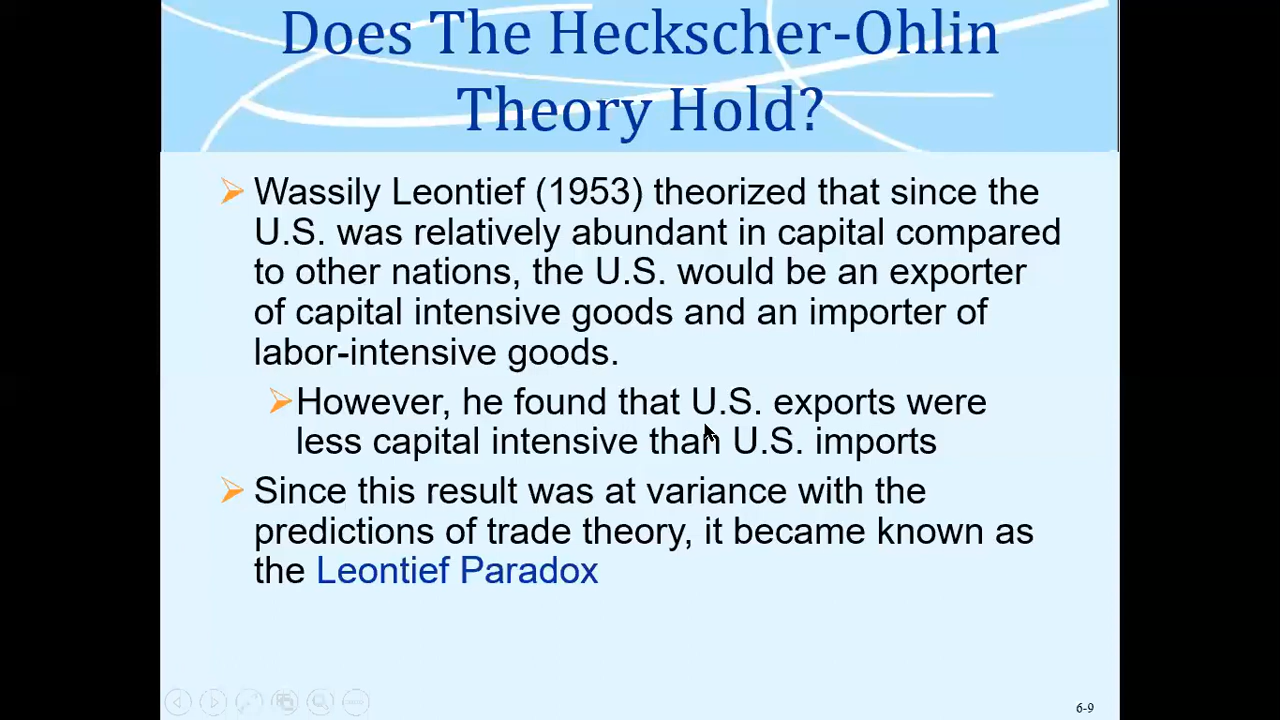 Does The Heckscher-Ohlin
Theory Hold?
Wassily Leontief (1953) theorized that since the
U.S. was relatively abundant in capital compared
to other nations, the U.S. would be an exporter
of capital intensive goods and an importer of
labor-intensive goods.
However, he found that U.S. exports were
less capital intensive than U.S. imports
Since this result was at variance with the
predictions of trade theory, it became known as
the Leontief Paradox
6-9